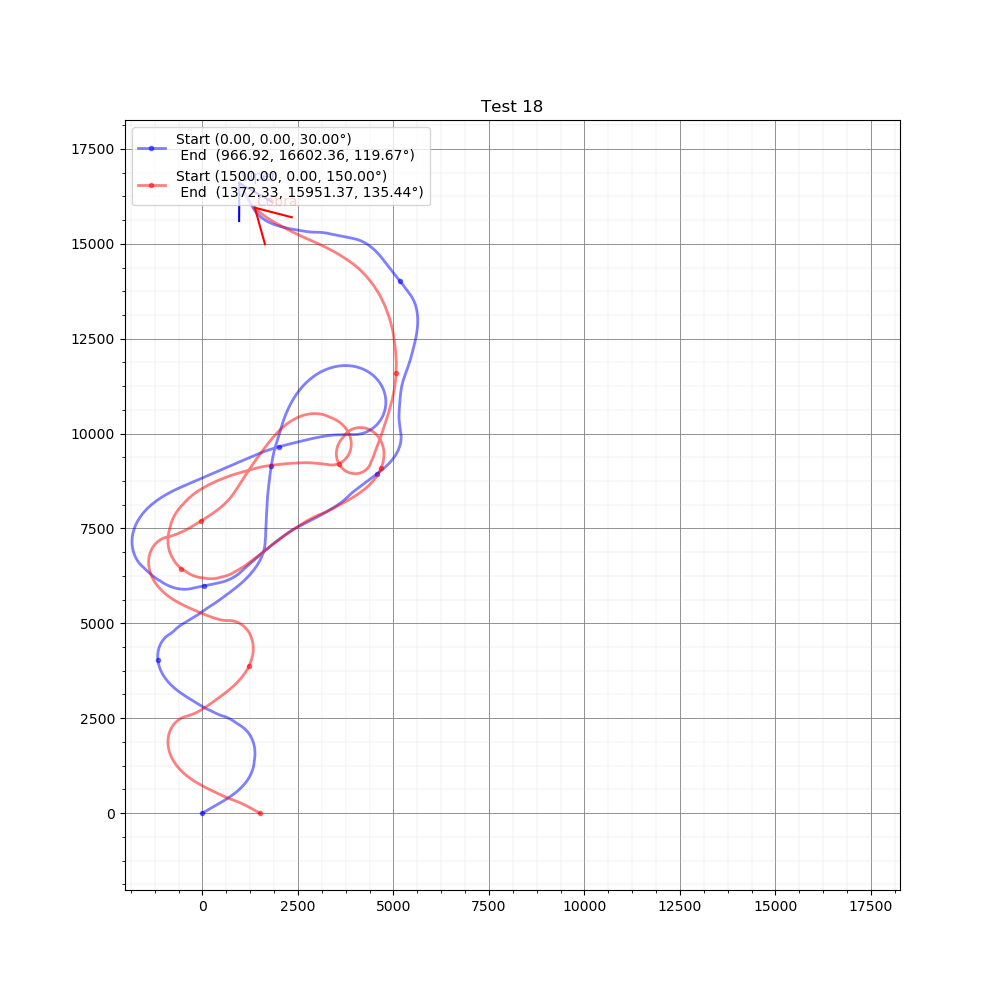 Test 18
Start (0.00, 0.00, 30.00°)
End (966.92, 16602.36, 119.67°)
Start (1500.00, 0.00, 150.00°)
End (1372.33, 15951.37, 135.44°)
17500
15000
12500
10000
7500
5000
2500
0
0 2500 5000 7500 10000 12500 15000 17500